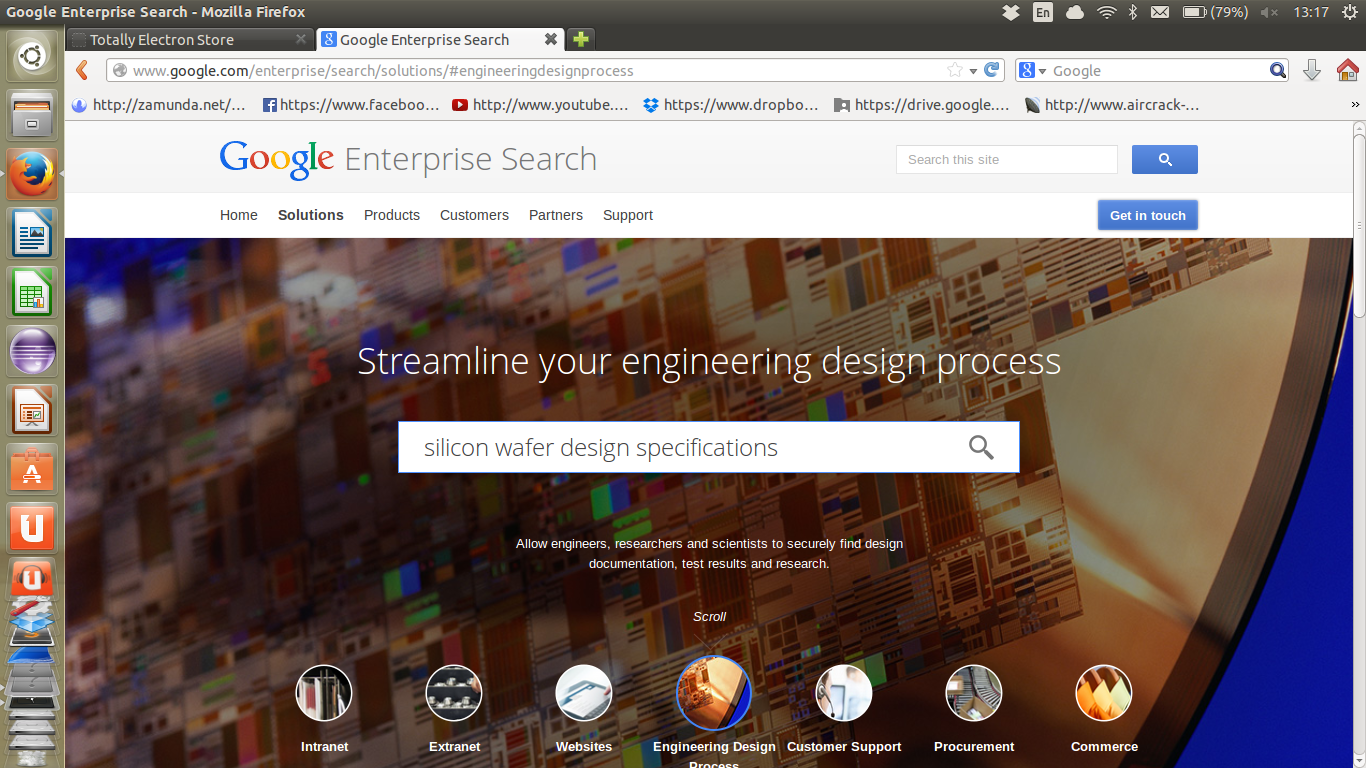 Google Enterprise Search - Mozilla Firefox
En
(79%)
13:17
Totally Electron Store
Google Enterprise Search
www.google.com/enterprise/search/solutions/#engineeringdesignprocess
Google
http://zamunda.net/…
https://www.faceboo…
http://www.youtube.…
https://www.dropbo…
https://drive.google.…
http://www.aircrack-…
»
Google Enterprise Search
Search this site
Home
Solutions
Products
Customers
Partners
Support
Get in touch
Streamline your engineering design process
silicon wafer design specifications
Allow engineers, researchers and scientists to securely find design
documentation, test results and research.
Scroll
Intranet
Extranet
Websites
Engineering Design
Process
Customer Support
Procurement
Commerce